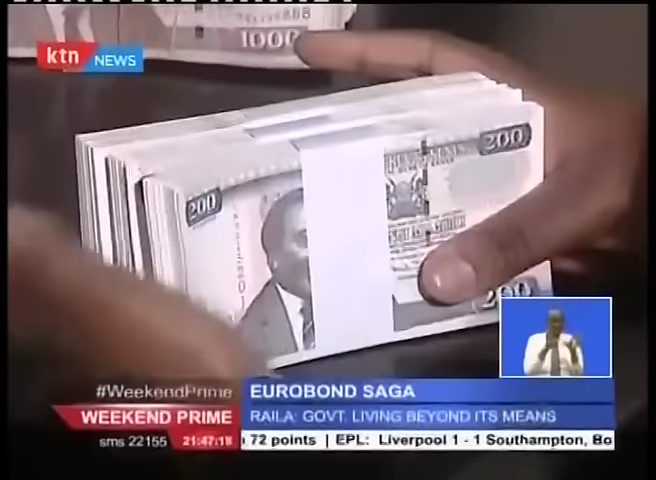 1000
ktn NEWS
200
200
200
#WeekendPrime
EUROBOND SAGA
WEEKEND PRIME
RAILA: GOVT. LIVING BEYOND ITS MEANS
sms 22155
21:47:18
72 points | EPL: Liverpool 1 - 1 Southampton, Bo